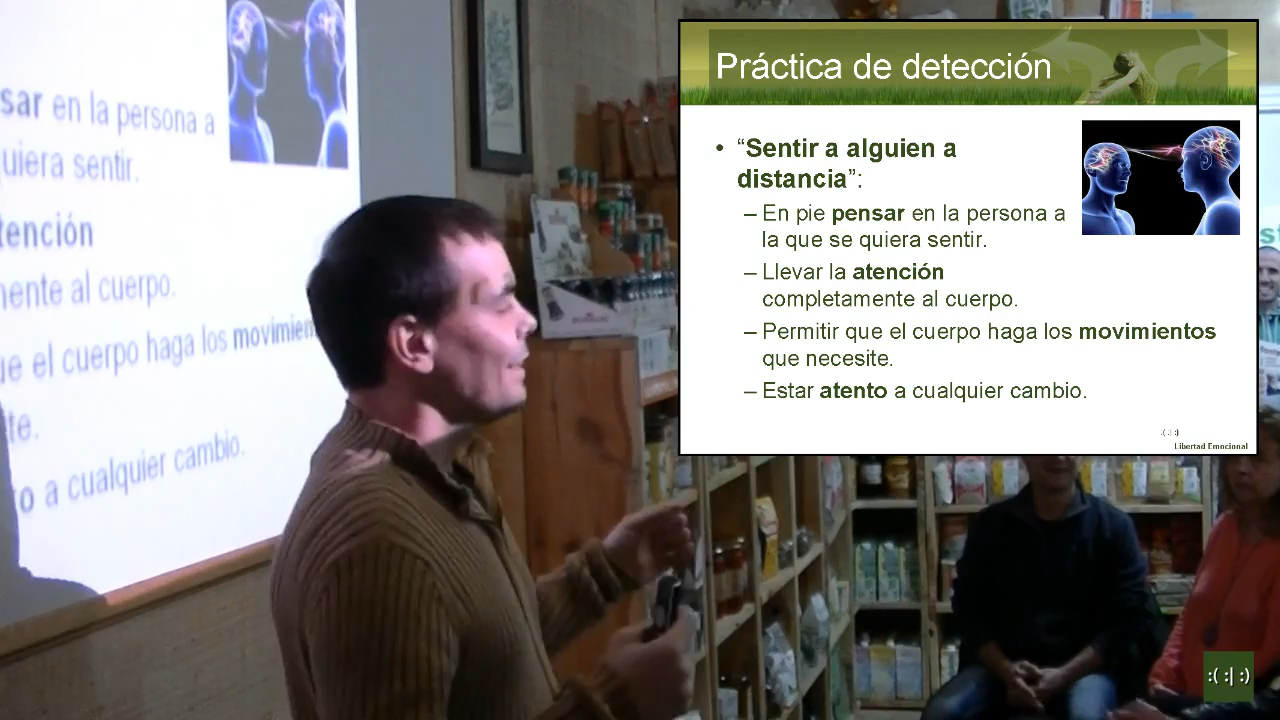 sar en la persona a
uiera sentir.
tención
mente al cuerpo.
ue el cuerpo haga los movimien
te.
o a cualquier cambio.
Práctica de detección
• “Sentir a alguien a
distancia”:
– En pie pensar en la persona a
la que se quiera sentir.
– Llevar la atención
completamente al cuerpo.
– Permitir que el cuerpo haga los movimientos
que necesite.
– Estar atento a cualquier cambio.
:( :| :)
Libertad Emocional
:( :| :)